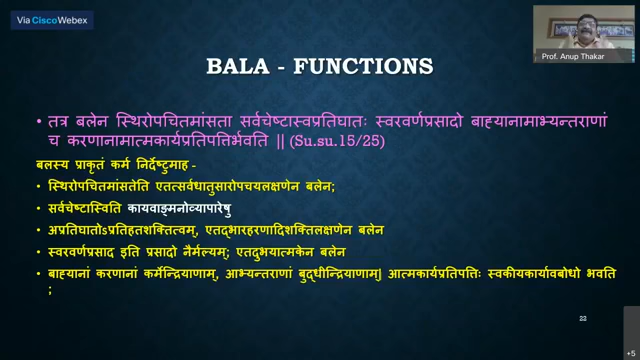 Via Cisco Webex
Prof. Anup Thakar
BALA - FUNCTIONS
• तत्र बलेन स्थिरोपचितमांसता सर्वचेष्टास्वप्रतिघातः स्वरवर्णप्रसादो बाह्यानामाभ्यन्तराणां
च करणानामात्मकार्यप्रतिपत्तिर्भवति || (Su.su.15/25)
बलस्य प्राकृतं कर्म निर्देष्टुमाह -
• स्थिरोपचितमांसतेति एतत्सर्वधातुसारोपचयलक्षणेन बलेन;
• सर्वचेष्टास्विति कायवाङ्मनोव्यापारेषु
• अप्रतिघातोऽप्रतिहतशक्तित्वम्, एतद्भारहरणादिशक्तिलक्षणेन बलेन
• स्वरवर्णप्रसाद इति प्रसादो नैर्मल्यम्; एतदुभयात्मकेन बलेन
• बाह्यानां करणानां कर्मेन्द्रियाणाम्, आभ्यन्तराणां बुद्धीन्द्रियाणाम्| आत्मकार्यप्रतिपत्तिः स्वकीयकार्यावबोधो भवति
;
22
+5